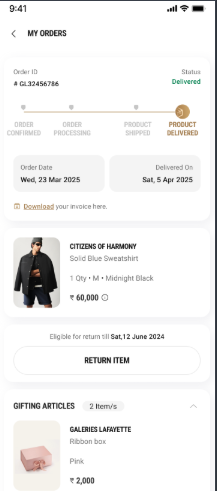 9:41
MY ORDERS
Order ID
Status
# GL32456786
Delivered
ORDER CONFIRMED
ORDER PROCESSING
PRODUCT SHIPPED
PRODUCT DELIVERED
Order Date
Wed, 23 Mar 2025
Delivered On
Sat, 5 Apr 2025
Download your invoice here.
CITIZENS OF HARMONY
Solid Blue Sweatshirt
1 Qty • M • Midnight Black
₹ 60,000
Eligible for return till Sat,12 June 2024
RETURN ITEM
GIFTING ARTICLES 2 Item/s
GALERIES LAFAYETTE
Ribbon box
Pink
₹ 2,000